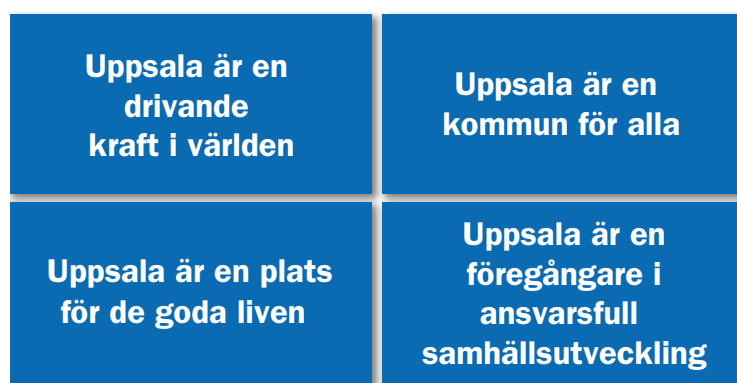 Uppsala är en
drivande
kraft i världen
Uppsala är en
kommun för alla
Uppsala är en plats
för de goda liven
Uppsala är en
föregångare i
ansvarsfull
samhällsutveckling